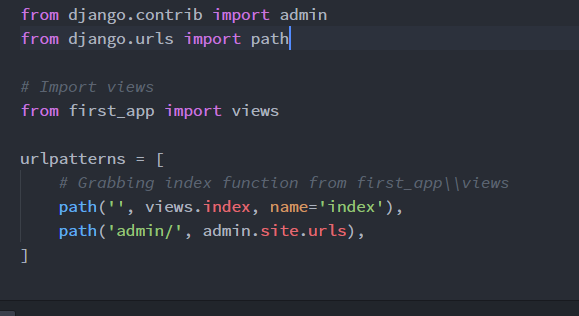 from django.contrib import admin
from django.urls import path
# Import views
from first_app import views
urlpatterns = [
# Grabbing index function from first_app\\views
path('', views.index, name='index'),
path('admin/', admin.site.urls),
]